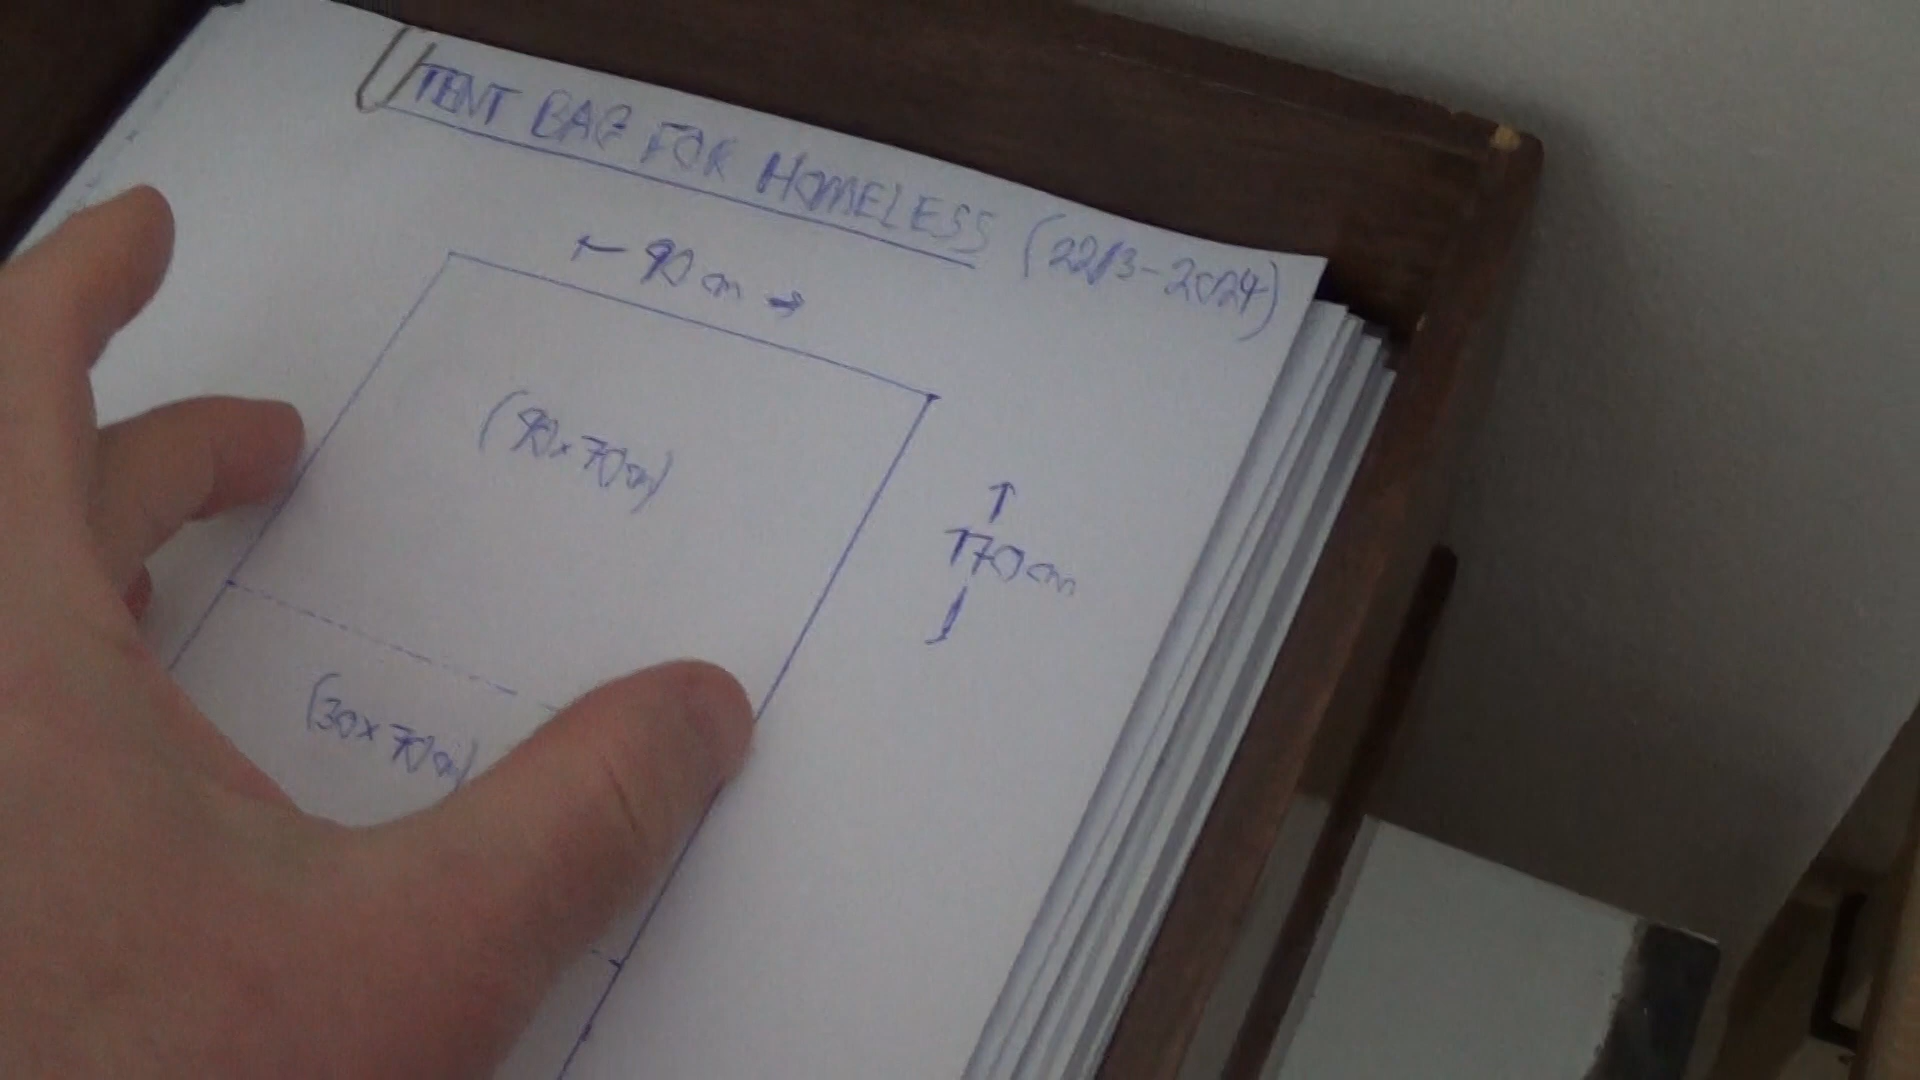 TENT BAG FOR HOMELESS (22/3-2024)
← 90 cm →
(90x70cm)
↑
170cm
↓
(30x70cm)